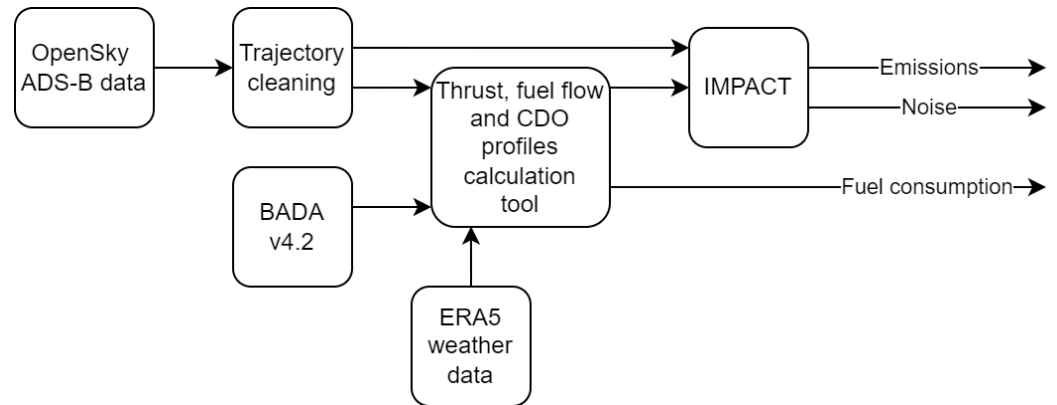 OpenSky
ADS-B data
Trajectory
cleaning
Thrust, fuel flow
and CDO
profiles
calculation
tool
IMPACT
Emissions
Noise
Fuel consumption
BADA
v4.2
ERA5
weather
data